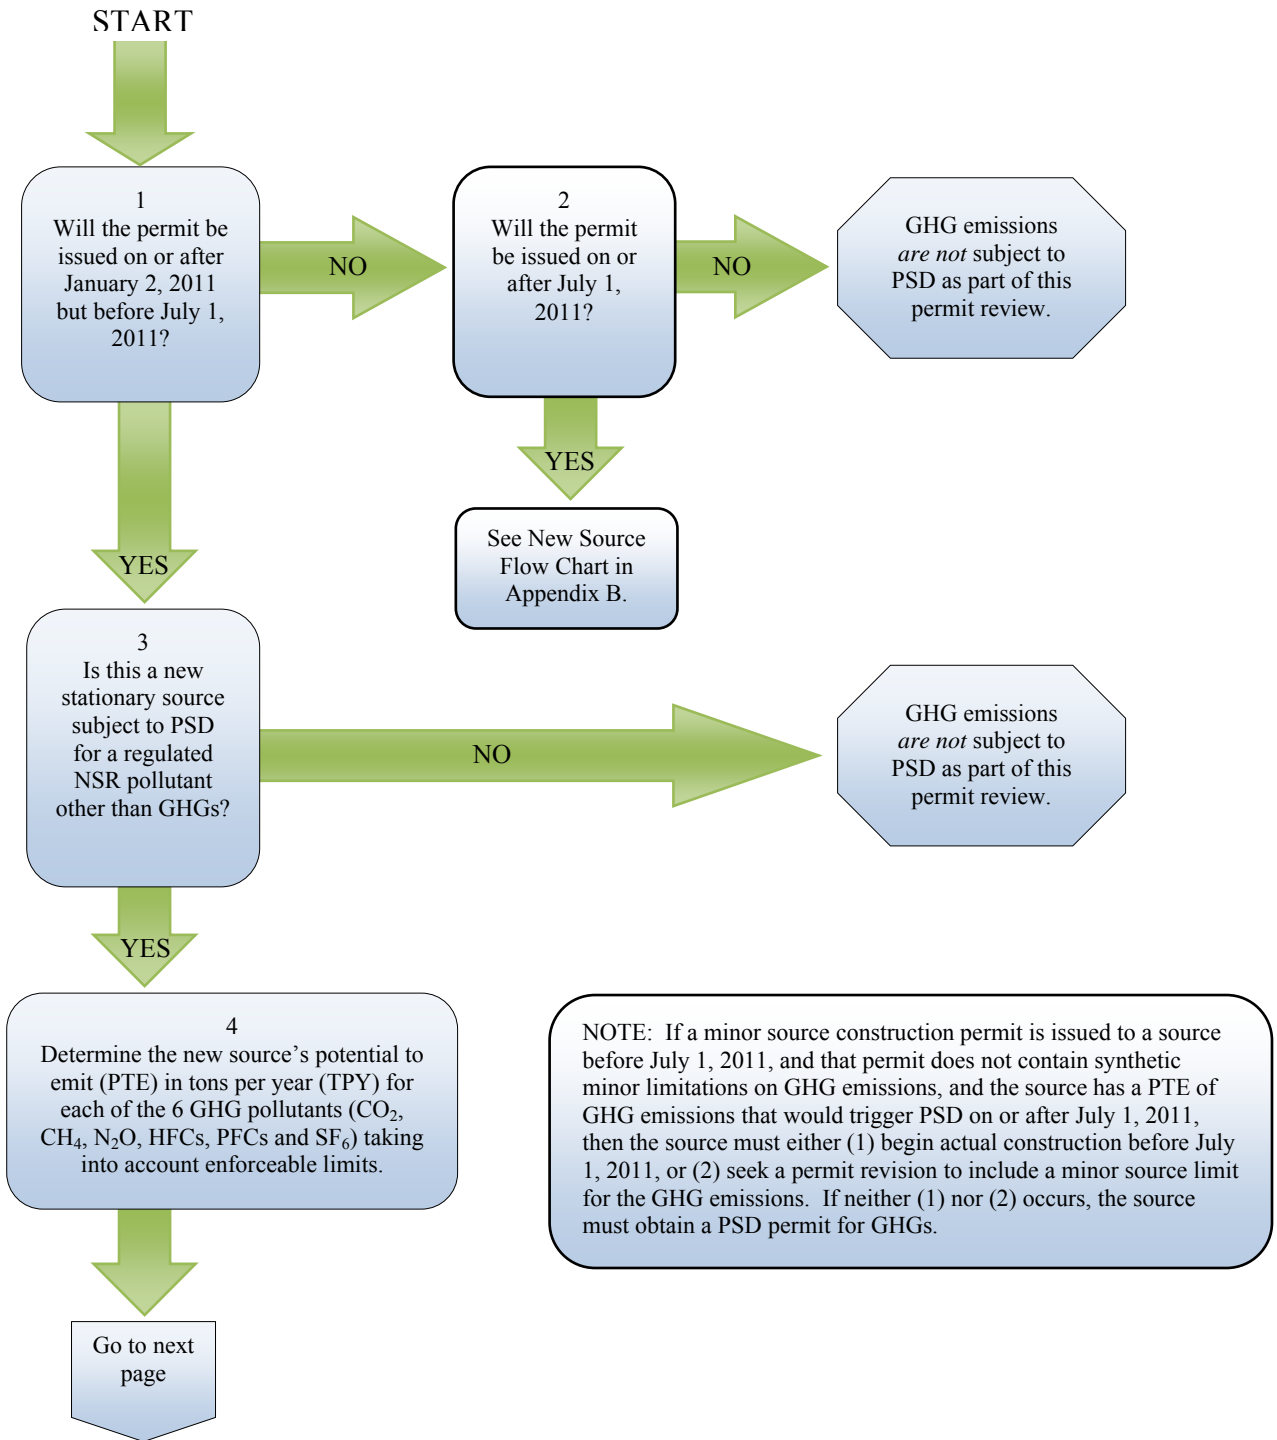 START
1
Will the permit be
issued on or after
January 2, 2011
but before July 1,
2011?
NO
2
Will the permit
be issued on or
after July 1,
2011?
NO
GHG emissions
are not subject to
PSD as part of this
permit review.
YES
See New Source
Flow Chart in
Appendix B.
YES
3
Is this a new
stationary source
subject to PSD
for a regulated
NSR pollutant
other than GHGs?
NO
GHG emissions
are not subject to
PSD as part of this
permit review.
YES
4
Determine the new source's potential to
emit (PTE) in tons per year (TPY) for
each of the 6 GHG pollutants (CO₂,
CH₄, N₂O, HFCs, PFCs and SF₆) taking
into account enforceable limits.
NOTE: If a minor source construction permit is issued to a source
before July 1, 2011, and that permit does not contain synthetic
minor limitations on GHG emissions, and the source has a PTE of
GHG emissions that would trigger PSD on or after July 1, 2011,
then the source must either (1) begin actual construction before July
1, 2011, or (2) seek a permit revision to include a minor source limit
for the GHG emissions. If neither (1) nor (2) occurs, the source
must obtain a PSD permit for GHGs.
Go to next
page